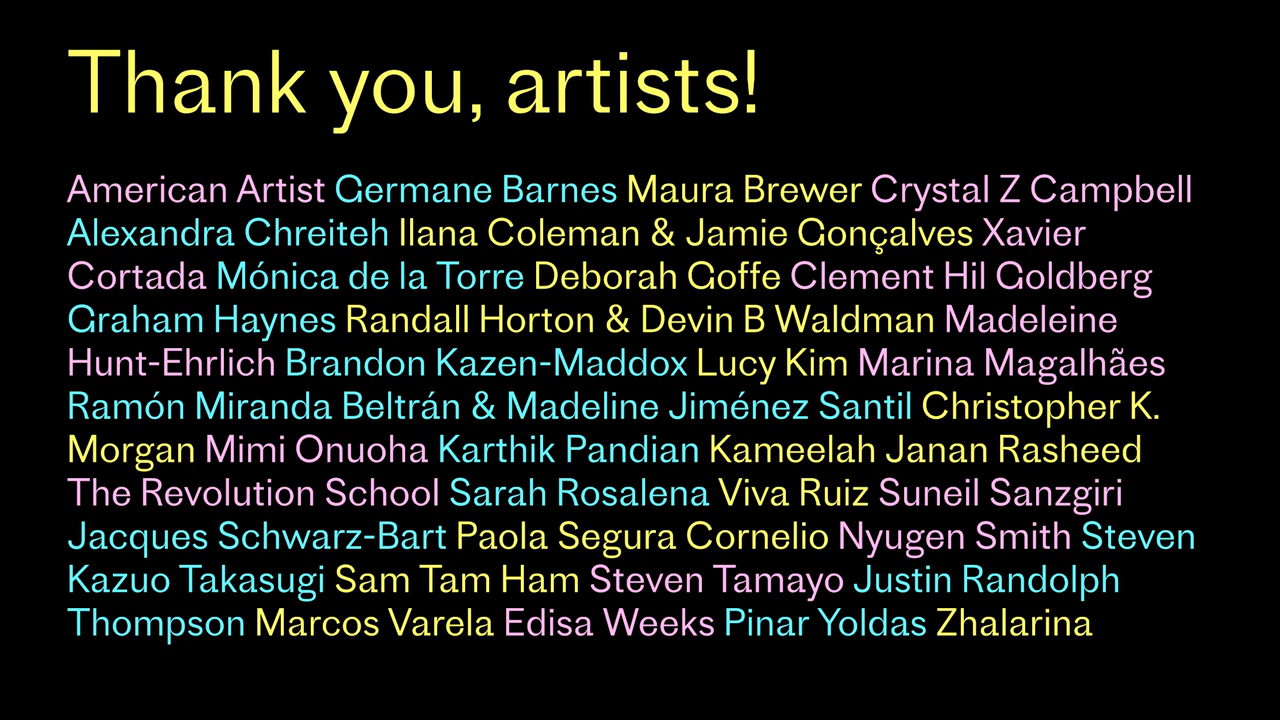 Thank you, artists!
American Artist Germane Barnes Maura Brewer Crystal Z Campbell
Alexandra Chreiteh Ilana Coleman & Jamie Gonçalves Xavier
Cortada Mónica de la Torre Deborah Goffe Clement Hil Goldberg
Graham Haynes Randall Horton & Devin B Waldman Madeleine
Hunt-Ehrlich Brandon Kazen-Maddox Lucy Kim Marina Magalhães
Ramón Miranda Beltrán & Madeline Jiménez Santil Christopher K.
Morgan Mimi Onuoha Karthik Pandian Kameelah Janan Rasheed
The Revolution School Sarah Rosalena Viva Ruiz Suneil Sanzgiri
Jacques Schwarz-Bart Paola Segura Cornelio Nyugen Smith Steven
Kazuo Takasugi Sam Tam Ham Steven Tamayo Justin Randolph
Thompson Marcos Varela Edisa Weeks Pinar Yoldas Zhalarina